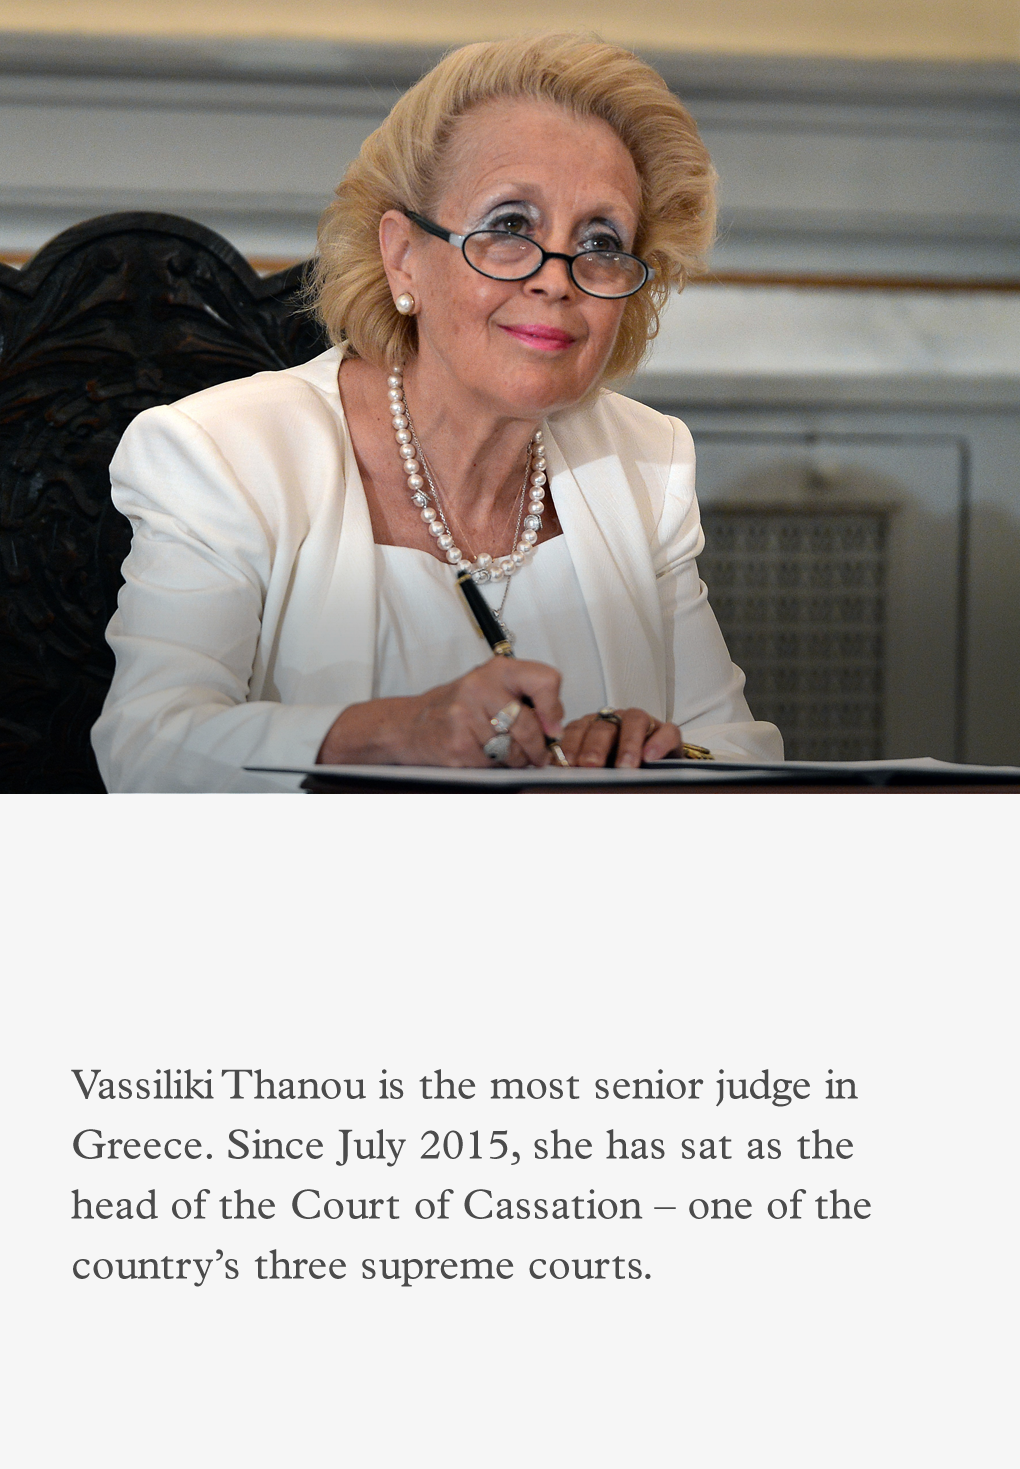 Vassiliki Thanou is the most senior judge in
Greece. Since July 2015, she has sat as the
head of the Court of Cassation – one of the
country’s three supreme courts.